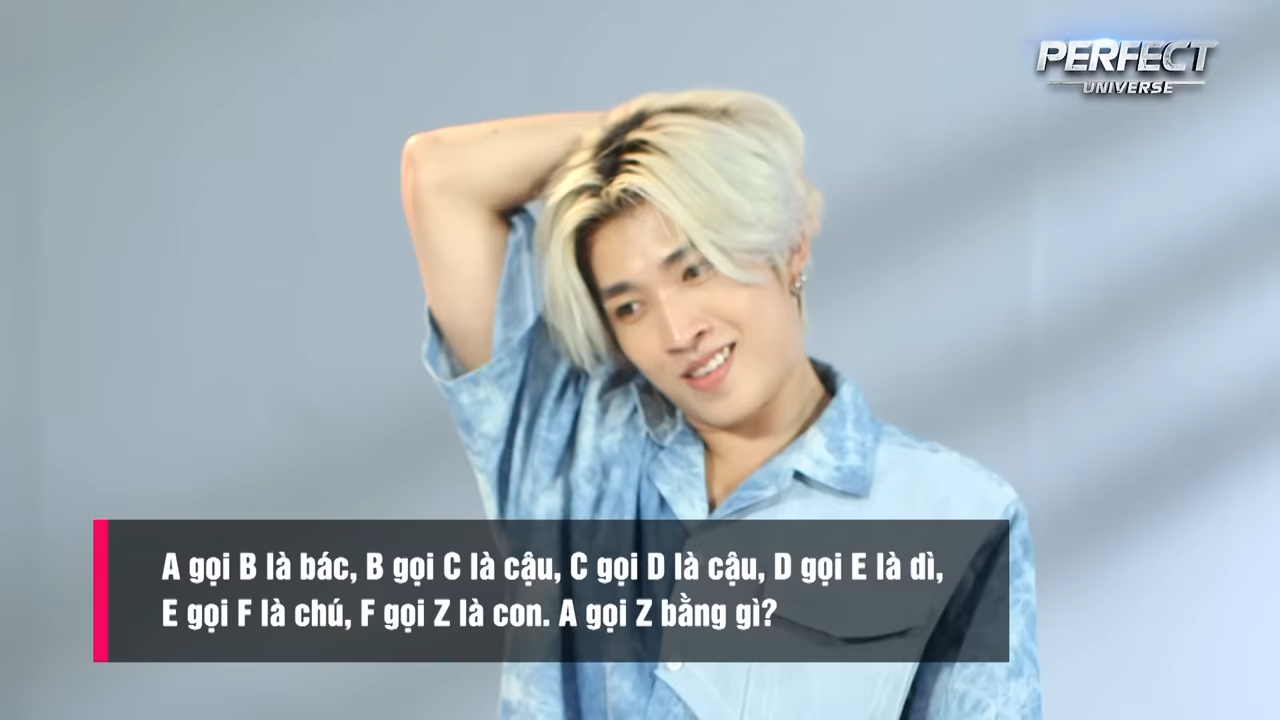 PERFECT
UNIVERSE
A gọi B là bác, B gọi C là cậu, C gọi D là cậu, D gọi E là dì,
E gọi F là chú, F gọi Z là con. A gọi Z bằng gì?